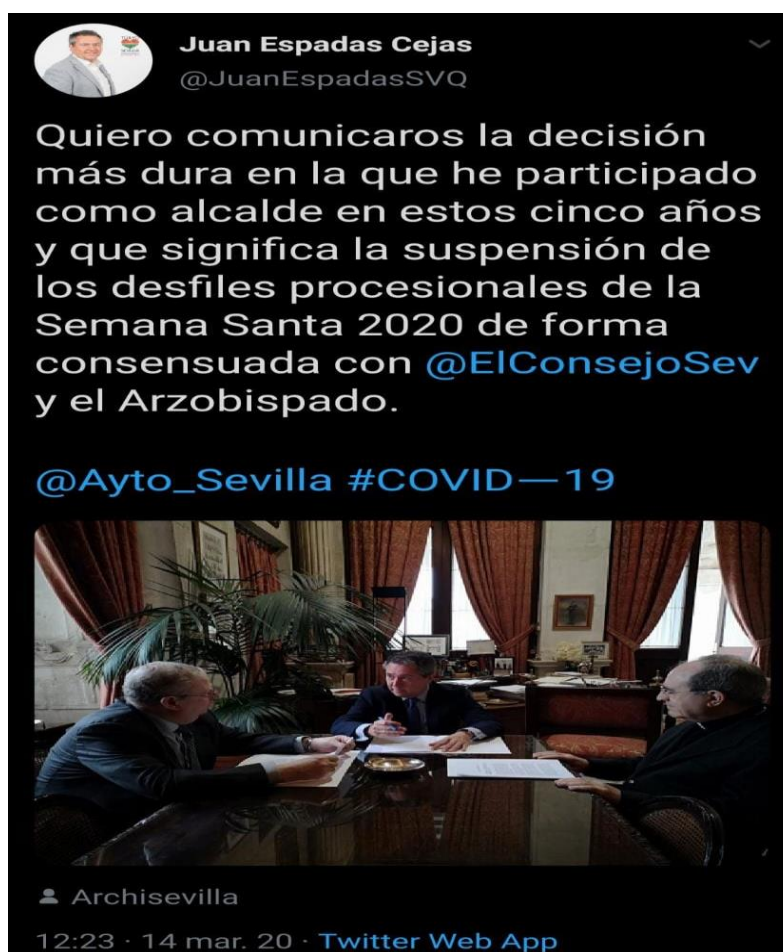 Juan Espadas Cejas
@JuanEspadasSVQ
Quiero comunicaros la decisión
más dura en la que he participado
como alcalde en estos cinco años
y que significa la suspensión de
los desfiles procesionales de la
Semana Santa 2020 de forma
consensuada con @ElConsejoSev
y el Arzobispado.
@Ayto_Sevilla #COVID—19
Archisevilla
12:23 · 14 mar. 20 · Twitter Web App